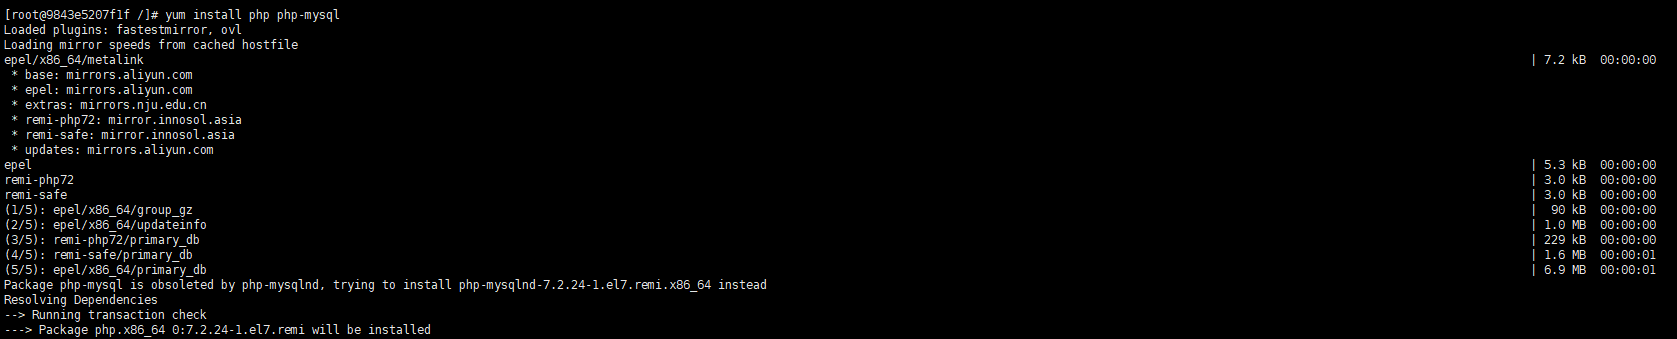 [root@9843e5207f1f /]# yum install php php-mysql
Loaded plugins: fastestmirror, ovl
Loading mirror speeds from cached hostfile
epel/x86_64/metalink | 7.2 kB 00:00:00
* base: mirrors.aliyun.com
* epel: mirrors.aliyun.com
* extras: mirrors.nju.edu.cn
* remi-php72: mirror.innosol.asia
* remi-safe: mirror.innosol.asia
* updates: mirrors.aliyun.com
epel | 5.3 kB 00:00:00
remi-php72 | 3.0 kB 00:00:00
remi-safe | 3.0 kB 00:00:00
(1/5): epel/x86_64/group_gz | 90 kB 00:00:00
(2/5): epel/x86_64/updateinfo | 1.0 MB 00:00:00
(3/5): remi-php72/primary_db | 229 kB 00:00:00
(4/5): remi-safe/primary_db | 1.6 MB 00:00:01
(5/5): epel/x86_64/primary_db | 6.9 MB 00:00:01
Package php-mysql is obsoleted by php-mysqlnd, trying to install php-mysqlnd-7.2.24-1.el7.remi.x86_64 instead
Resolving Dependencies
--> Running transaction check
---> Package php.x86_64 0:7.2.24-1.el7.remi will be installed